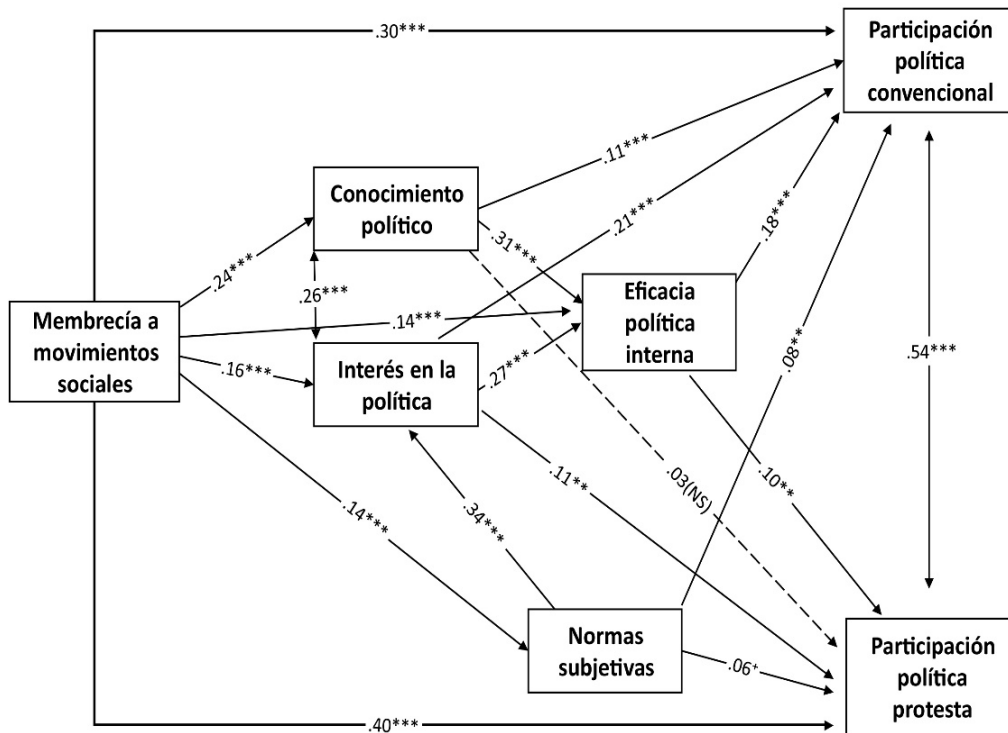 .30***
Participación
política
convencional
.11***
Conocimiento
político
.21***
.18***
.24***
.31***
.26***
Eficacia
política
interna
Membrecía a
movimientos
sociales
.14***
.08**
.54***
.16***
Interés en la
política
.27***
.11**
.03(NS)
.10**
.14***
.34***
Normas
subjetivas
.06+
Participación
política
protesta
.40***